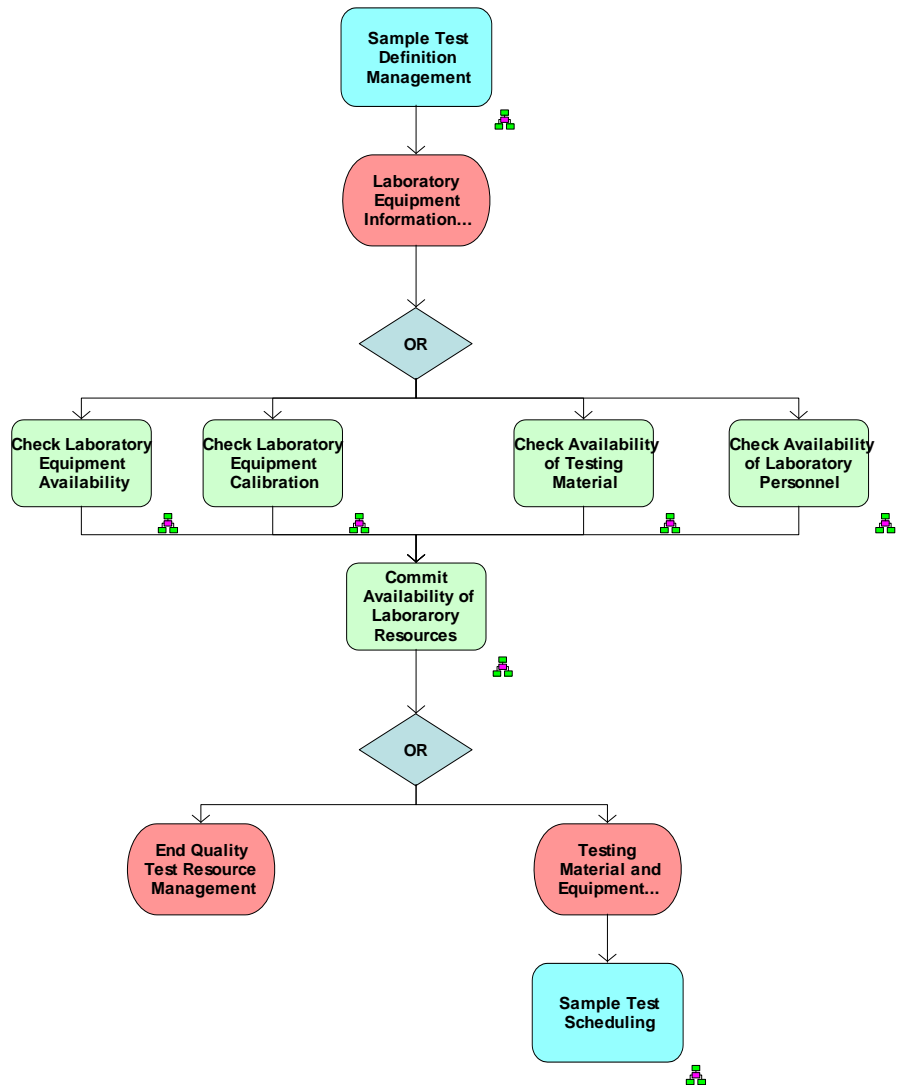 Sample Test
Definition
Management
Laboratory
Equipment
Information...
OR
Check Laboratory
Equipment
Availability
Check Laboratory
Equipment
Calibration
Check Availability
of Testing
Material
Check Availability
of Laboratory
Personnel
Commit
Availability of
Laborarory
Resources
OR
End Quality
Test Resource
Management
Testing
Material and
Equipment...
Sample Test
Scheduling